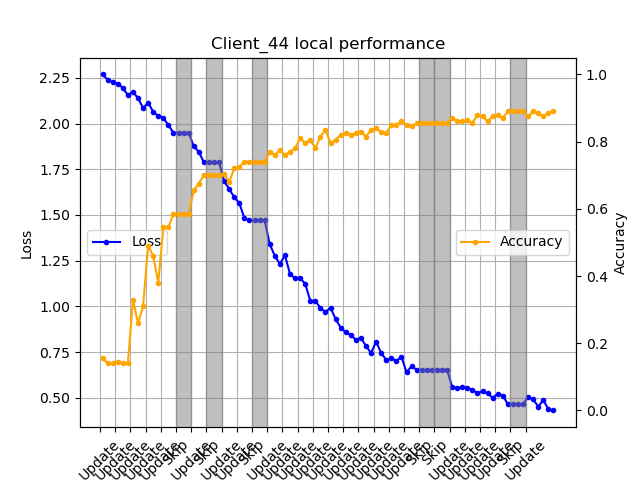 Client_44 local performance
2.25
2.00
1.75
1.50
1.25
1.00
0.75
0.50
Loss
Loss
Accuracy
1.0
0.8
0.6
0.4
0.2
0.0
Accuracy
Update
Update
Update
Update
Update
Skip
Update
Skip
Update
Update
Skip
Update
Update
Update
Update
Update
Update
Update
Update
Update
Update
Skip
Skip
Update
Update
Update
Update
Skip
Update